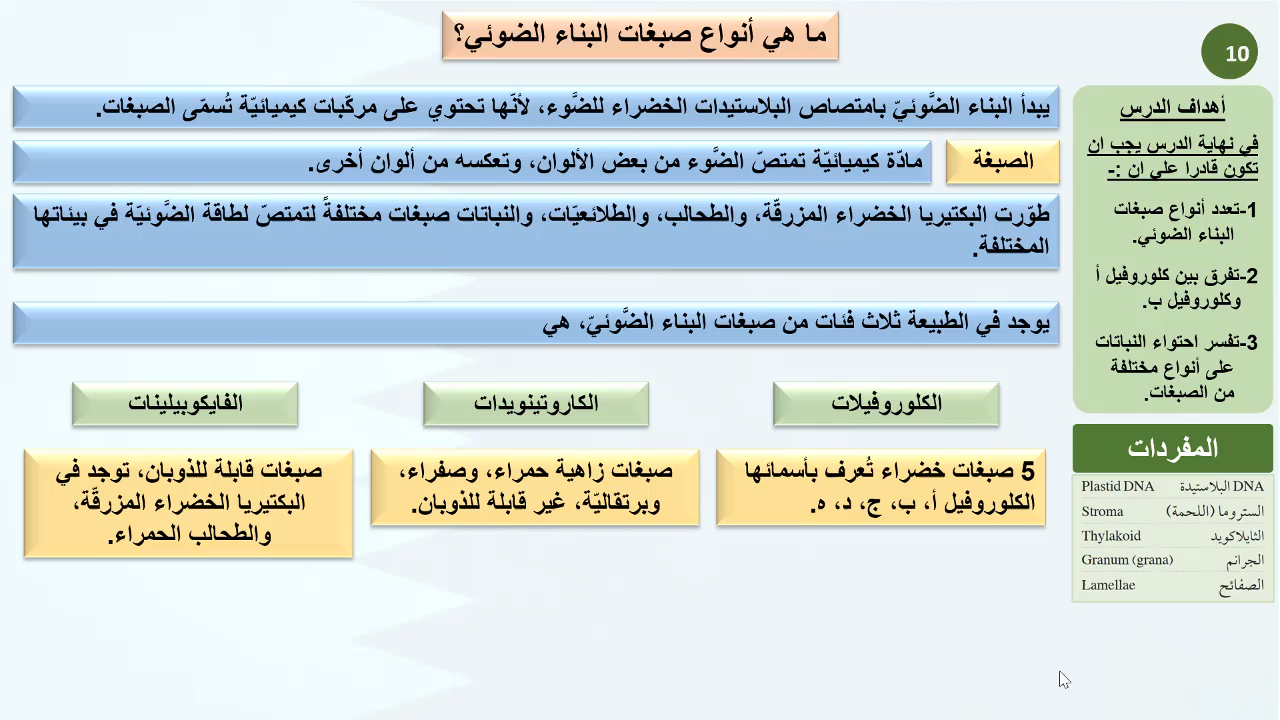 ما هي أنواع صبغات البناء الضوئي؟
10
يبدأ البناء الضَّوئيّ بامتصاص البلاستيدات الخضراء للضَّوء، لأنّها تحتوي على مركّبات كيميائيّة تُسمّى الصبغات.
الصبغة
مادّة كيميائيّة تمتصّ الضَّوء من بعض الألوان، وتعكسه من ألوان أخرى.
طوّرت البكتيريا الخضراء المزرقّة، والطحالب، والطلائعيّات، والنباتات صبغات مختلفةً لتمتصّ لطاقة الضَّوئيّة في بيئاتها
المختلفة.
يوجد في الطبيعة ثلاث فئات من صبغات البناء الضَّوئيّ، هي
الكلوروفيلات
5 صبغات خضراء تُعرف بأسمائها
الكلوروفيل أ، ب، ج، د، ه.
الكاروتينويدات
صبغات زاهية حمراء، وصفراء،
وبرتقاليّة، غير قابلة للذوبان.
الفايكوبيلينات
صبغات قابلة للذوبان، توجد في
البكتيريا الخضراء المزرقّة،
والطحالب الحمراء.
أهداف الدرس
في نهاية الدرس يجب ان
تكون قادرا على ان :-
1-تعدد أنواع صبغات
البناء الضوئي.
2-تفرق بين كلوروفيل أ
وكلوروفيل ب.
3-تفسر احتواء النباتات
على أنواع مختلفة
من الصبغات.
المفردات
DNA البلاستيدة Plastid DNA
الستروما (اللحمة) Stroma
الثايلاكويد Thylakoid
الجرانم Granum (grana)
الصفائح Lamellae